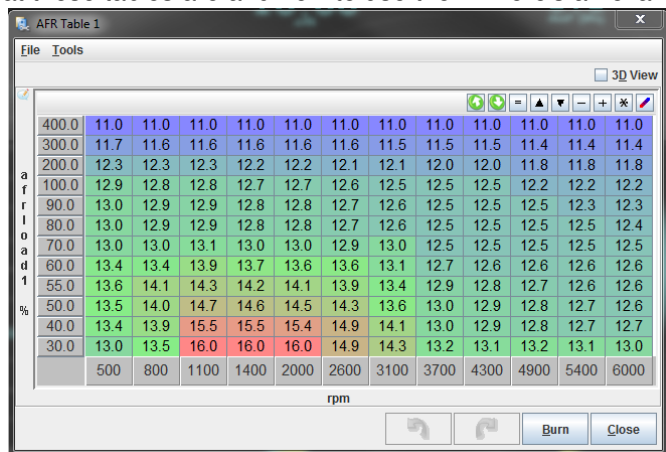 AFR Table 1
File Tools
3D View
= − + *
400.0 11.0 11.0 11.0 11.0 11.0 11.0 11.0 11.0 11.0 11.0 11.0 11.0
300.0 11.7 11.6 11.6 11.6 11.6 11.6 11.5 11.5 11.5 11.4 11.4 11.4
200.0 12.3 12.3 12.3 12.2 12.2 12.1 12.1 12.0 12.0 11.8 11.8 11.8
100.0 12.9 12.8 12.8 12.7 12.7 12.6 12.5 12.5 12.5 12.2 12.2 12.2
90.0 13.0 12.9 12.9 12.8 12.8 12.7 12.6 12.5 12.5 12.5 12.3 12.3
80.0 13.0 12.9 12.9 12.8 12.8 12.7 12.6 12.5 12.5 12.5 12.5 12.4
70.0 13.0 13.0 13.1 13.0 13.0 12.9 13.0 12.5 12.5 12.5 12.5 12.5
60.0 13.4 13.4 13.9 13.7 13.6 13.6 13.1 12.7 12.6 12.6 12.6 12.6
55.0 13.6 14.1 14.3 14.2 14.1 13.9 13.4 12.9 12.8 12.7 12.6 12.6
50.0 13.5 14.0 14.7 14.6 14.5 14.3 13.6 13.0 12.9 12.8 12.7 12.6
40.0 13.4 13.9 15.5 15.5 15.4 14.9 14.1 13.0 12.9 12.8 12.7 12.7
30.0 13.0 13.5 16.0 16.0 16.0 14.9 14.3 13.2 13.1 13.2 13.1 13.0
500 800 1100 1400 2000 2600 3100 3700 4300 4900 5400 6000
afrload1 %
rpm
Burn Close